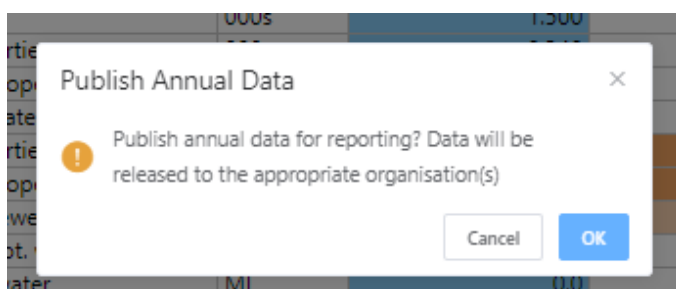 000s 1.500
Publish Annual Data
Publish annual data for reporting? Data will be
released to the appropriate organisation(s)
Cancel OK
ot.
Ml 0.0